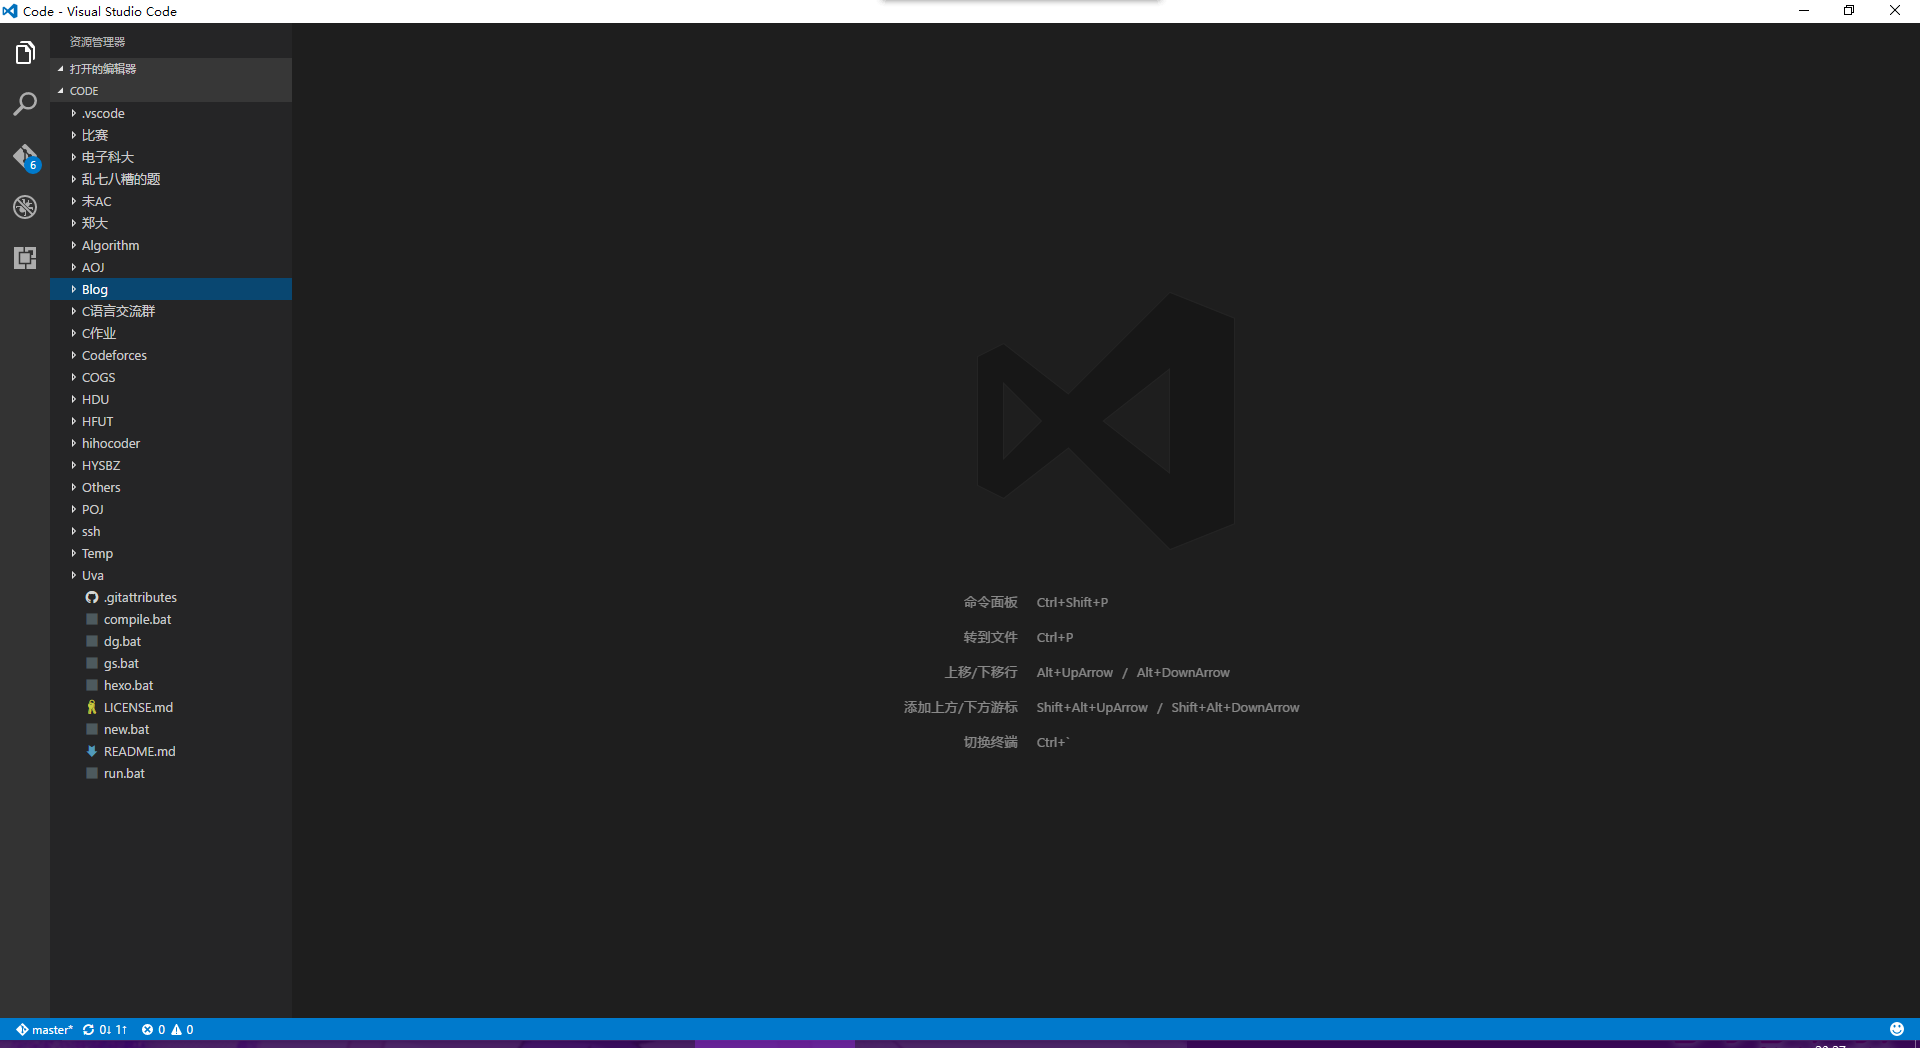 Code - Visual Studio Code
资源管理器
打开的编辑器
CODE
.vscode
比赛
电子科大
乱七八糟的题
未AC
郑大
Algorithm
AOJ
Blog
C语言交流群
C作业
Codeforces
COGS
HDU
HFUT
hihocoder
HYSBZ
Others
POJ
ssh
Temp
Uva
.gitattributes
compile.bat
dg.bat
gs.bat
hexo.bat
LICENSE.md
new.bat
README.md
run.bat
6
命令面板 Ctrl+Shift+P
转到文件 Ctrl+P
上移/下移行 Alt+UpArrow / Alt+DownArrow
添加上方/下方游标 Shift+Alt+UpArrow / Shift+Alt+DownArrow
切换终端 Ctrl+`
master* 0↓ 1↑ 0 0